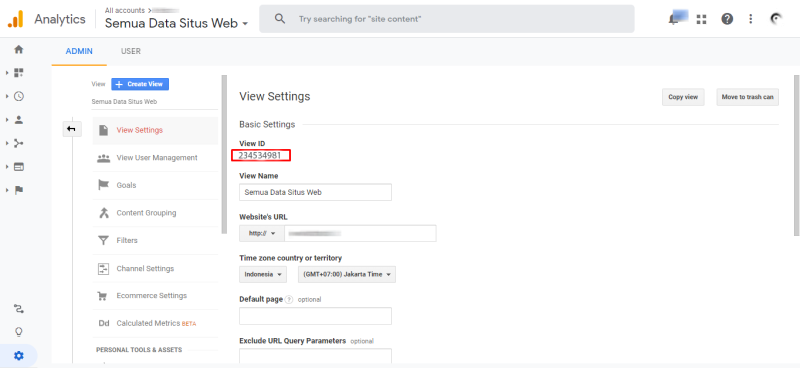 Analytics
All accounts >
Semua Data Situs Web
Try searching for "site content"
ADMIN
USER
View
+ Create View
Semua Data Situs Web
View Settings
View User Management
Goals
Content Grouping
Filters
Channel Settings
Ecommerce Settings
Dd Calculated Metrics BETA
PERSONAL TOOLS & ASSETS
View Settings
Copy view
Move to trash can
Basic Settings
View ID
234534981
View Name
Semua Data Situs Web
Website's URL
http://
Time zone country or territory
Indonesia
(GMT+07:00) Jakarta Time
Default page ? optional
Exclude URL Query Parameters optional